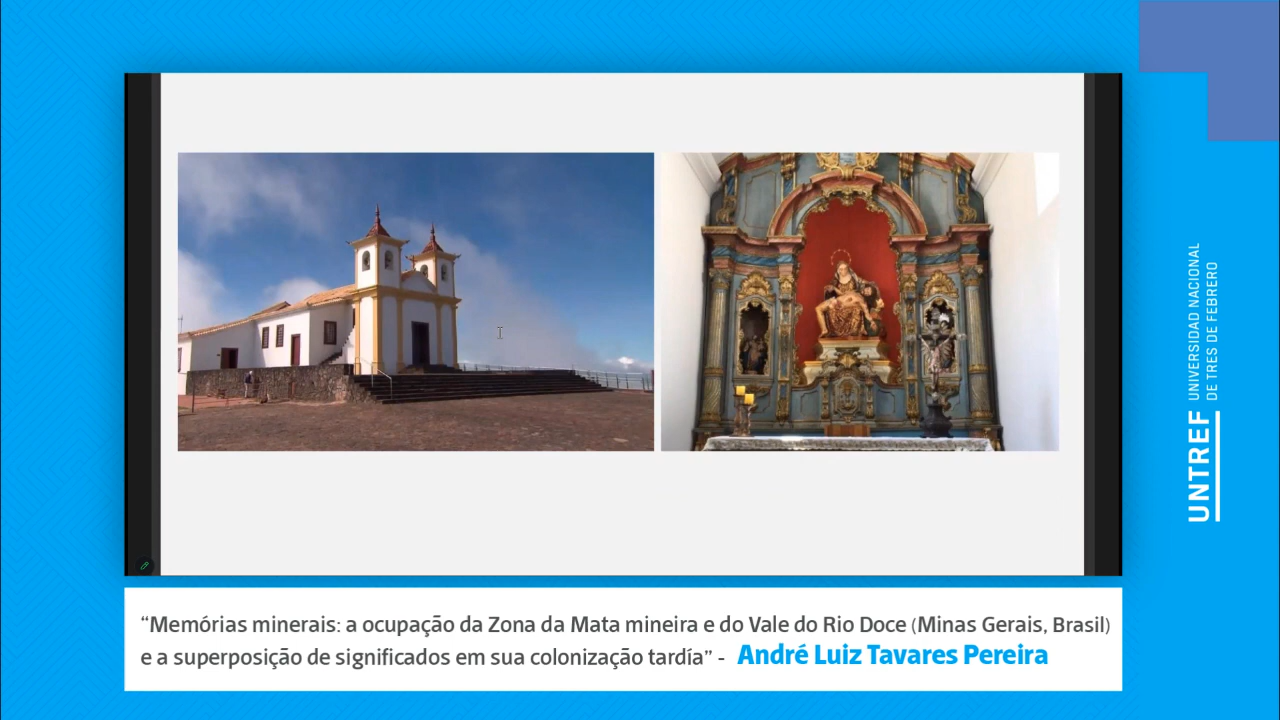 “Memórias minerais: a ocupação da Zona da Mata mineira e do Vale do Rio Doce (Minas Gerais, Brasil)
e a superposição de significados em sua colonização tardía” - André Luiz Tavares Pereira
UNTREF
UNIVERSIDAD NACIONAL
DE TRES DE FEBRERO